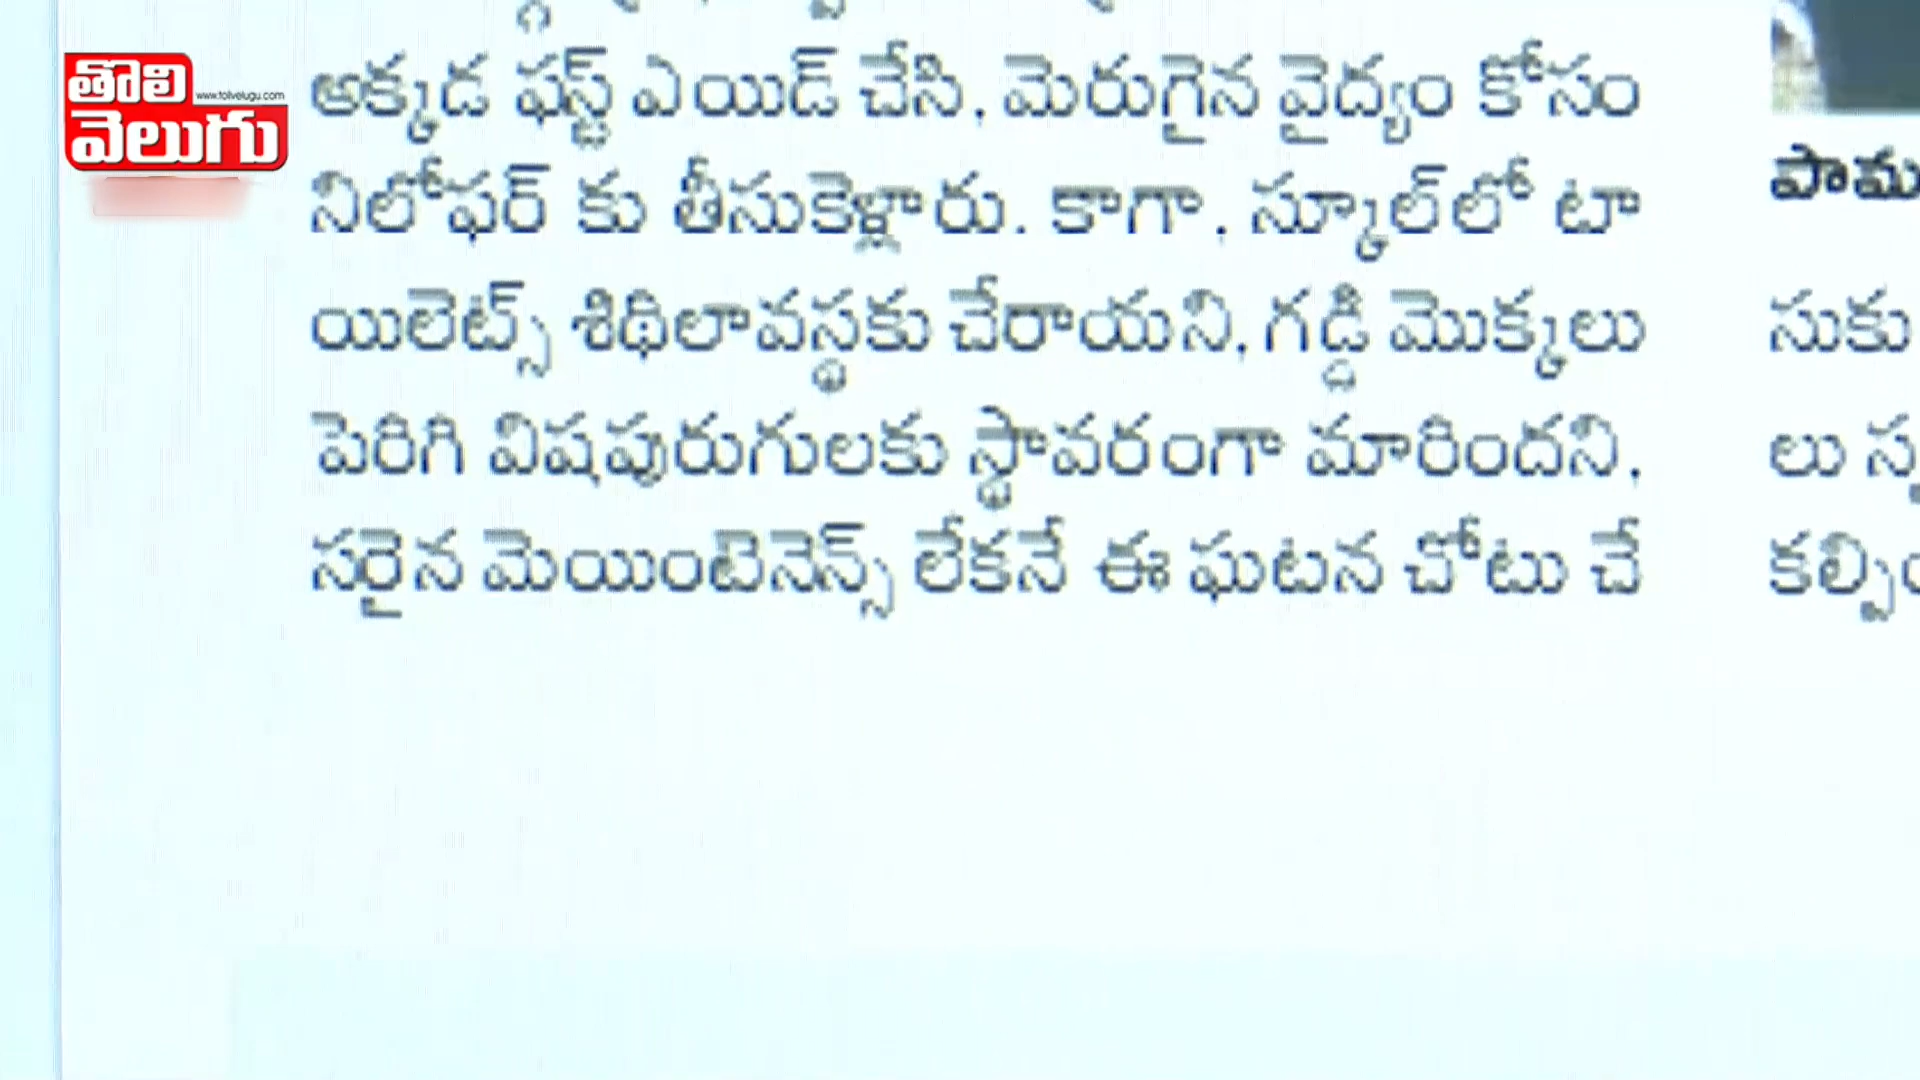 తొలి
www.tolivelugu.com
వెలుగు
అక్కడ ఫస్ట్ ఎయిడ్ చేసి, మెరుగైన వైద్యం కోసం
నిలోఫర్ కు తీసుకెళ్లారు. కాగా, స్కూల్‌లో టా
యిలెట్స్ శిథిలావస్థకు చేరాయని, గడ్డి మొక్కలు
పెరిగి విషపురుగులకు స్థావరంగా మారిందని,
సరైన మెయింటెనెన్స్ లేకనే ఈ ఘటన చోటు చే
సుకు
లు